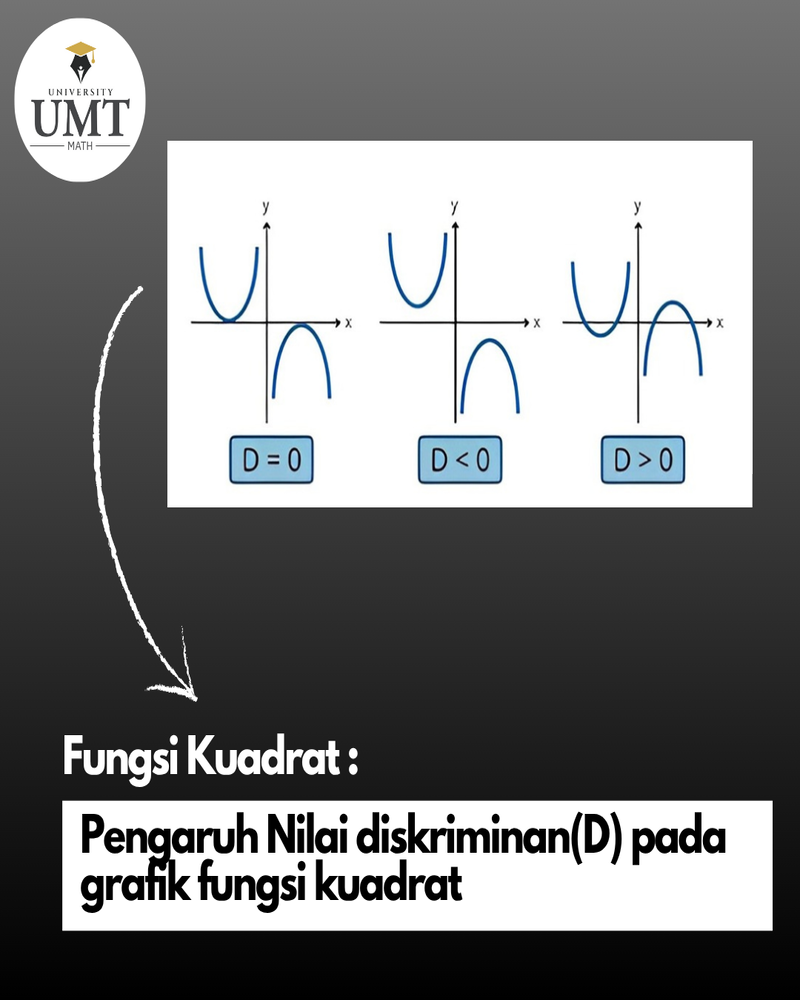 UNIVERSITY
UMT
MATH
y
x
D = 0
y
x
D < 0
y
x
D > 0
Fungsi Kuadrat :
Pengaruh Nilai diskriminan(D) pada
grafik fungsi kuadrat